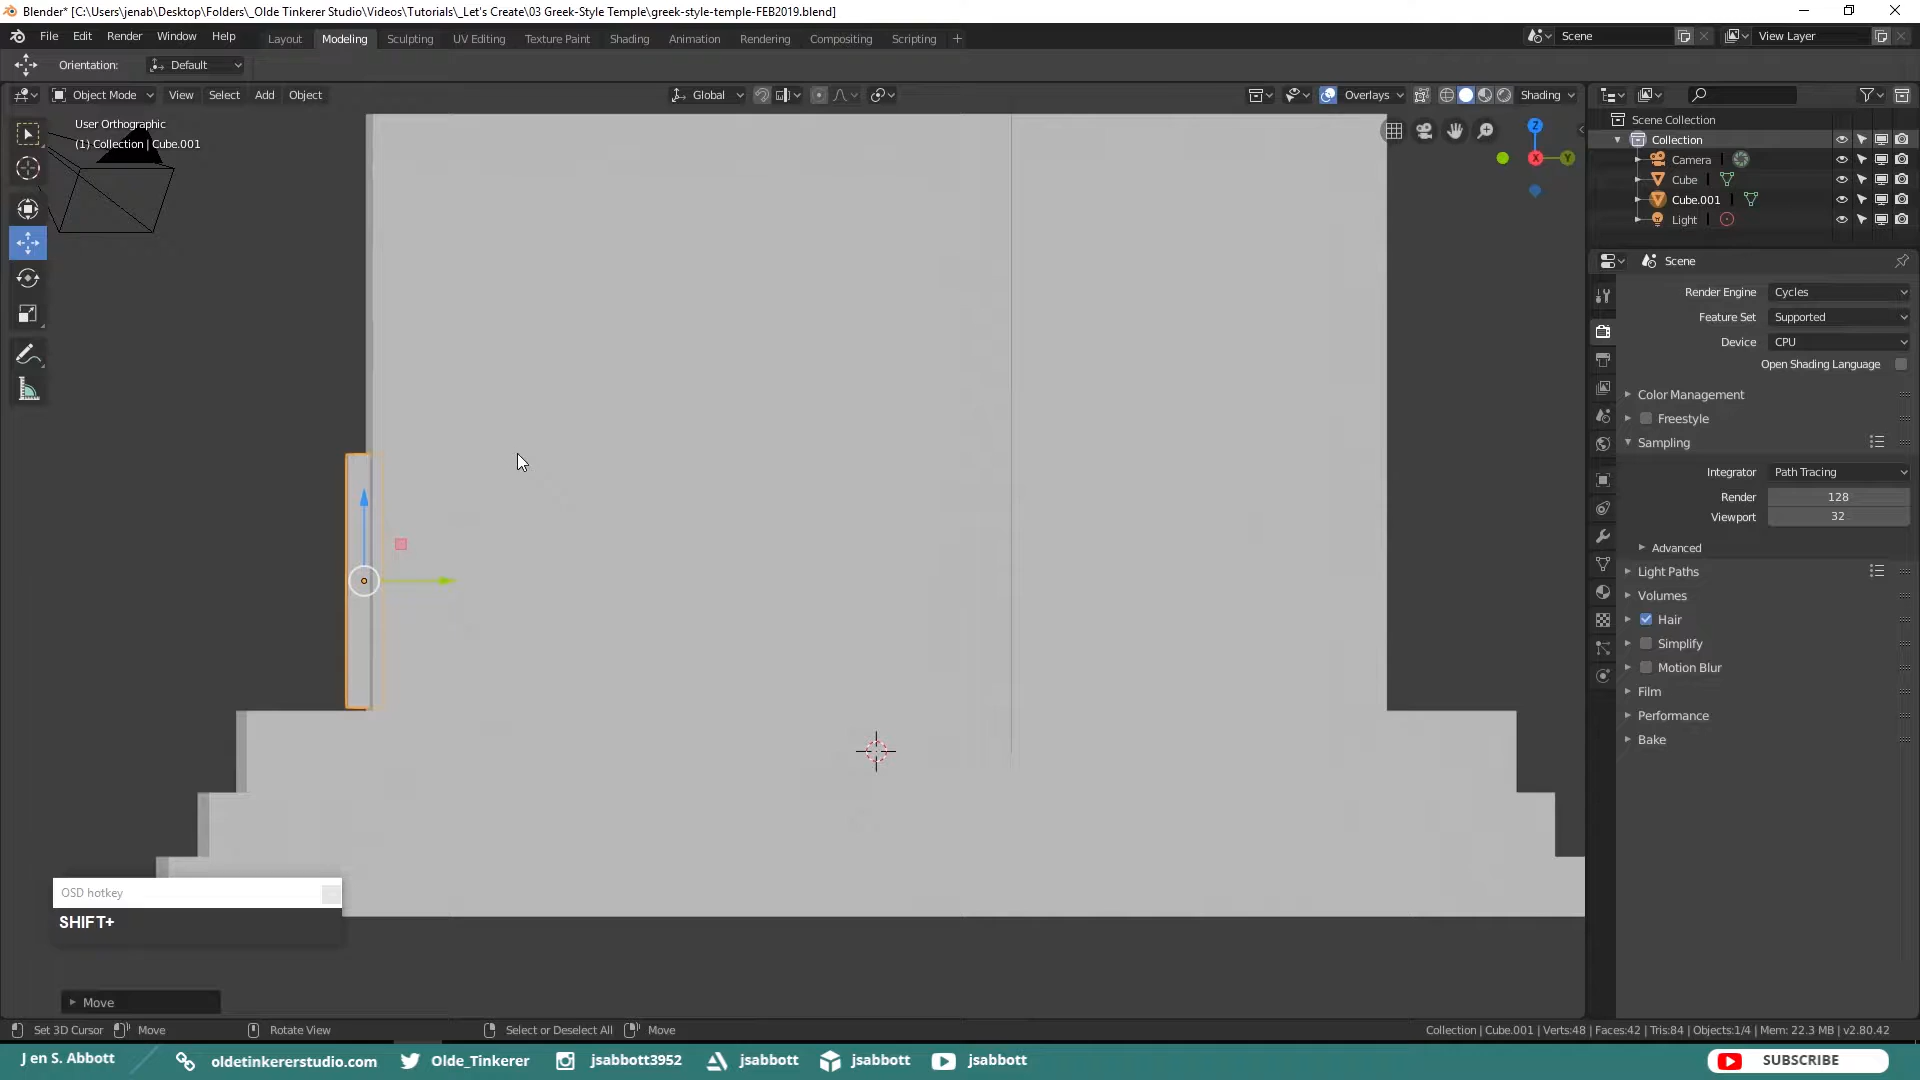 Blender* [C:\Users\jenab\Desktop\Folders\_Olde Tinkerer Studio\Videos\Tutorials\_Let's Create\03 Greek-Style Temple\greek-style-temple-FEB2019.blend]
File Edit Render Window Help
Layout Modeling Sculpting UV Editing Texture Paint Shading Animation Rendering Compositing Scripting +
Scene
View Layer
Orientation: Default
Object Mode View Select Add Object
Global
Overlays
Shading
User Orthographic
(1) Collection | Cube.001
Z
X
Y
Scene Collection
Collection
Camera
Cube
Cube.001
Light
Scene
Render Engine Cycles
Feature Set Supported
Device CPU
Open Shading Language
Color Management
Freestyle
Sampling
Integrator Path Tracing
Render 128
Viewport 32
Advanced
Light Paths
Volumes
Hair
Simplify
Motion Blur
Film
Performance
Bake
OSD hotkey
SHIFT+
Move
Set 3D Cursor Move Rotate View Select or Deselect All Move
Collection | Cube.001 | Verts:48 | Faces:42 | Tris:84 | Objects:1/4 | Mem: 22.3 MB | v2.80.42
J en S. Abbott oldetinkererstudio.com Olde_Tinkerer jsabbott3952 jsabbott jsabbott jsabbott SUBSCRIBE